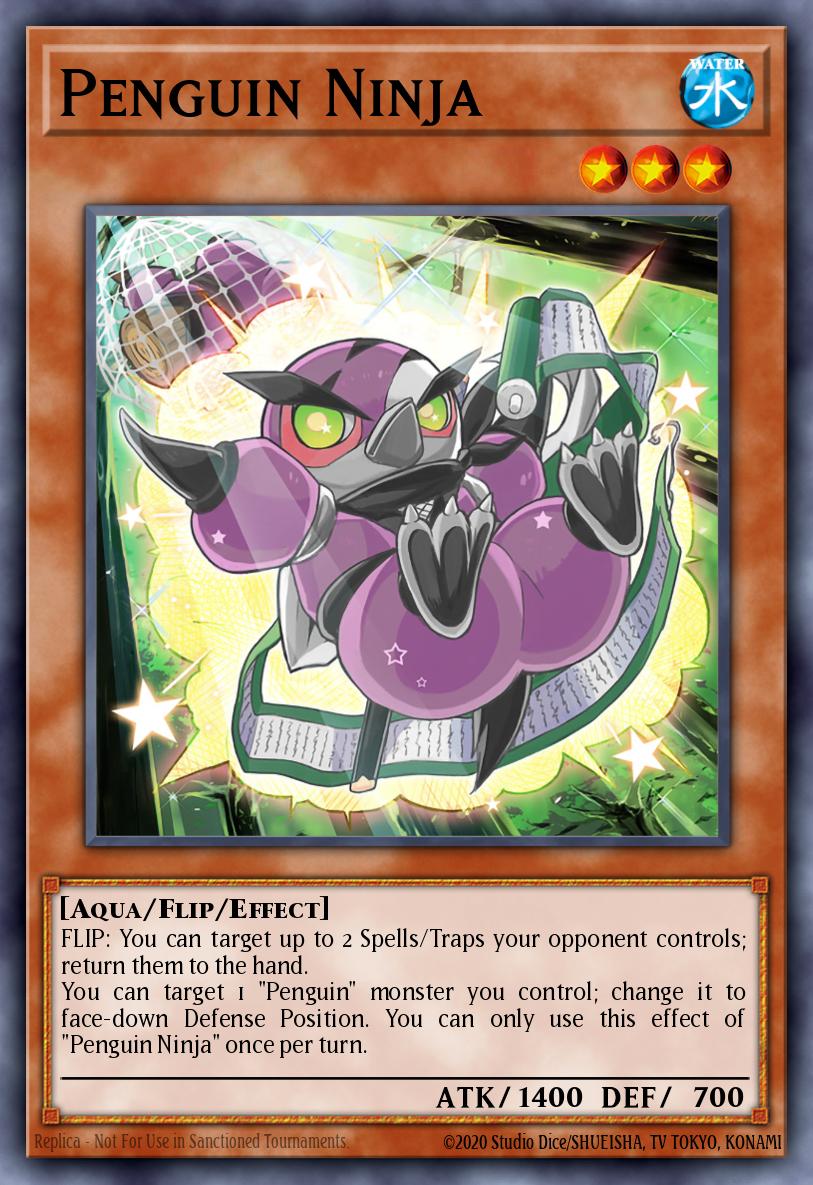 Penguin Ninja
WATER
水
[Aqua/Flip/Effect]
FLIP: You can target up to 2 Spells/Traps your opponent controls;
return them to the hand.
You can target 1 "Penguin" monster you control; change it to
face-down Defense Position. You can only use this effect of
"Penguin Ninja" once per turn.
ATK/1400 DEF/ 700
Replica - Not For Use in Sanctioned Tournaments.
©2020 Studio Dice/SHUEISHA, TV TOKYO, KONAMI